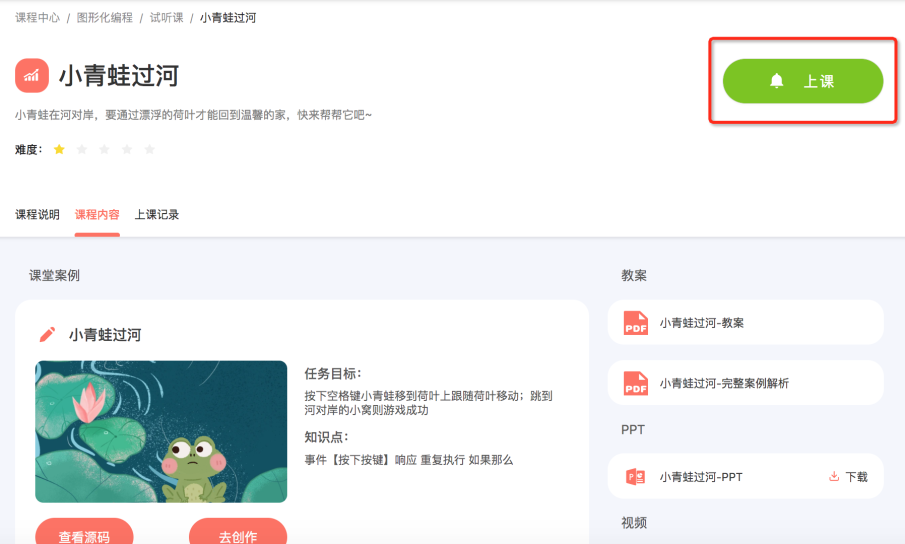 课程中心 / 图形化编程 / 试听课 / 小青蛙过河
小青蛙过河
上课
小青蛙在河对岸，要通过漂浮的荷叶才能回到温馨的家，快来帮帮它吧~
难度：
课程说明 课程内容 上课记录
课堂案例
小青蛙过河
任务目标：
按下空格键小青蛙移到荷叶上跟随荷叶移动；跳到
河对岸的小窝则游戏成功
知识点：
事件【按下按键】响应 重复执行 如果那么
查看源码 去创作
教案
PDF 小青蛙过河-教案
PDF 小青蛙过河-完整案例解析
PPT
小青蛙过河-PPT 下载
视频